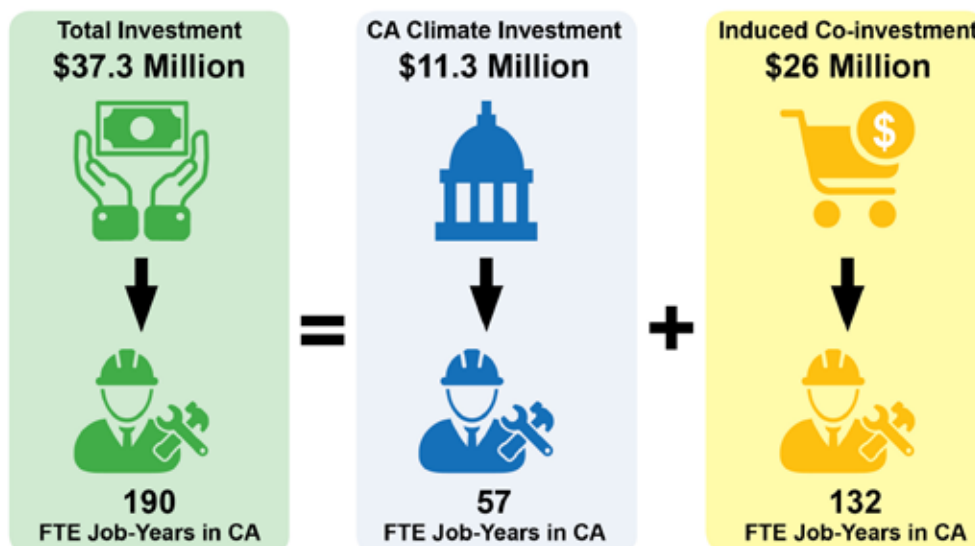 Total Investment
$37.3 Million
190
FTE Job-Years in CA
=
CA Climate Investment
$11.3 Million
57
FTE Job-Years in CA
+
Induced Co-investment
$26 Million
$
132
FTE Job-Years in CA